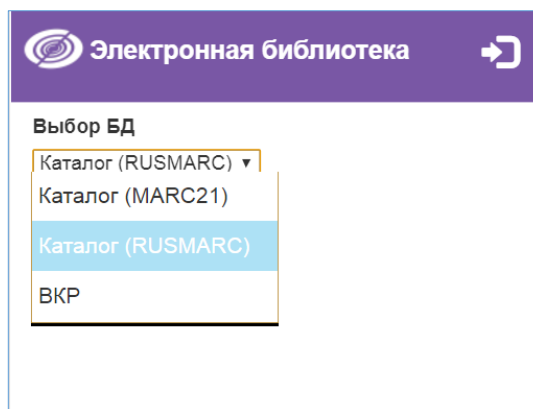 Электронная библиотека
Выбор БД
Каталог (RUSMARC)
Каталог (MARC21)
Каталог (RUSMARC)
ВКР